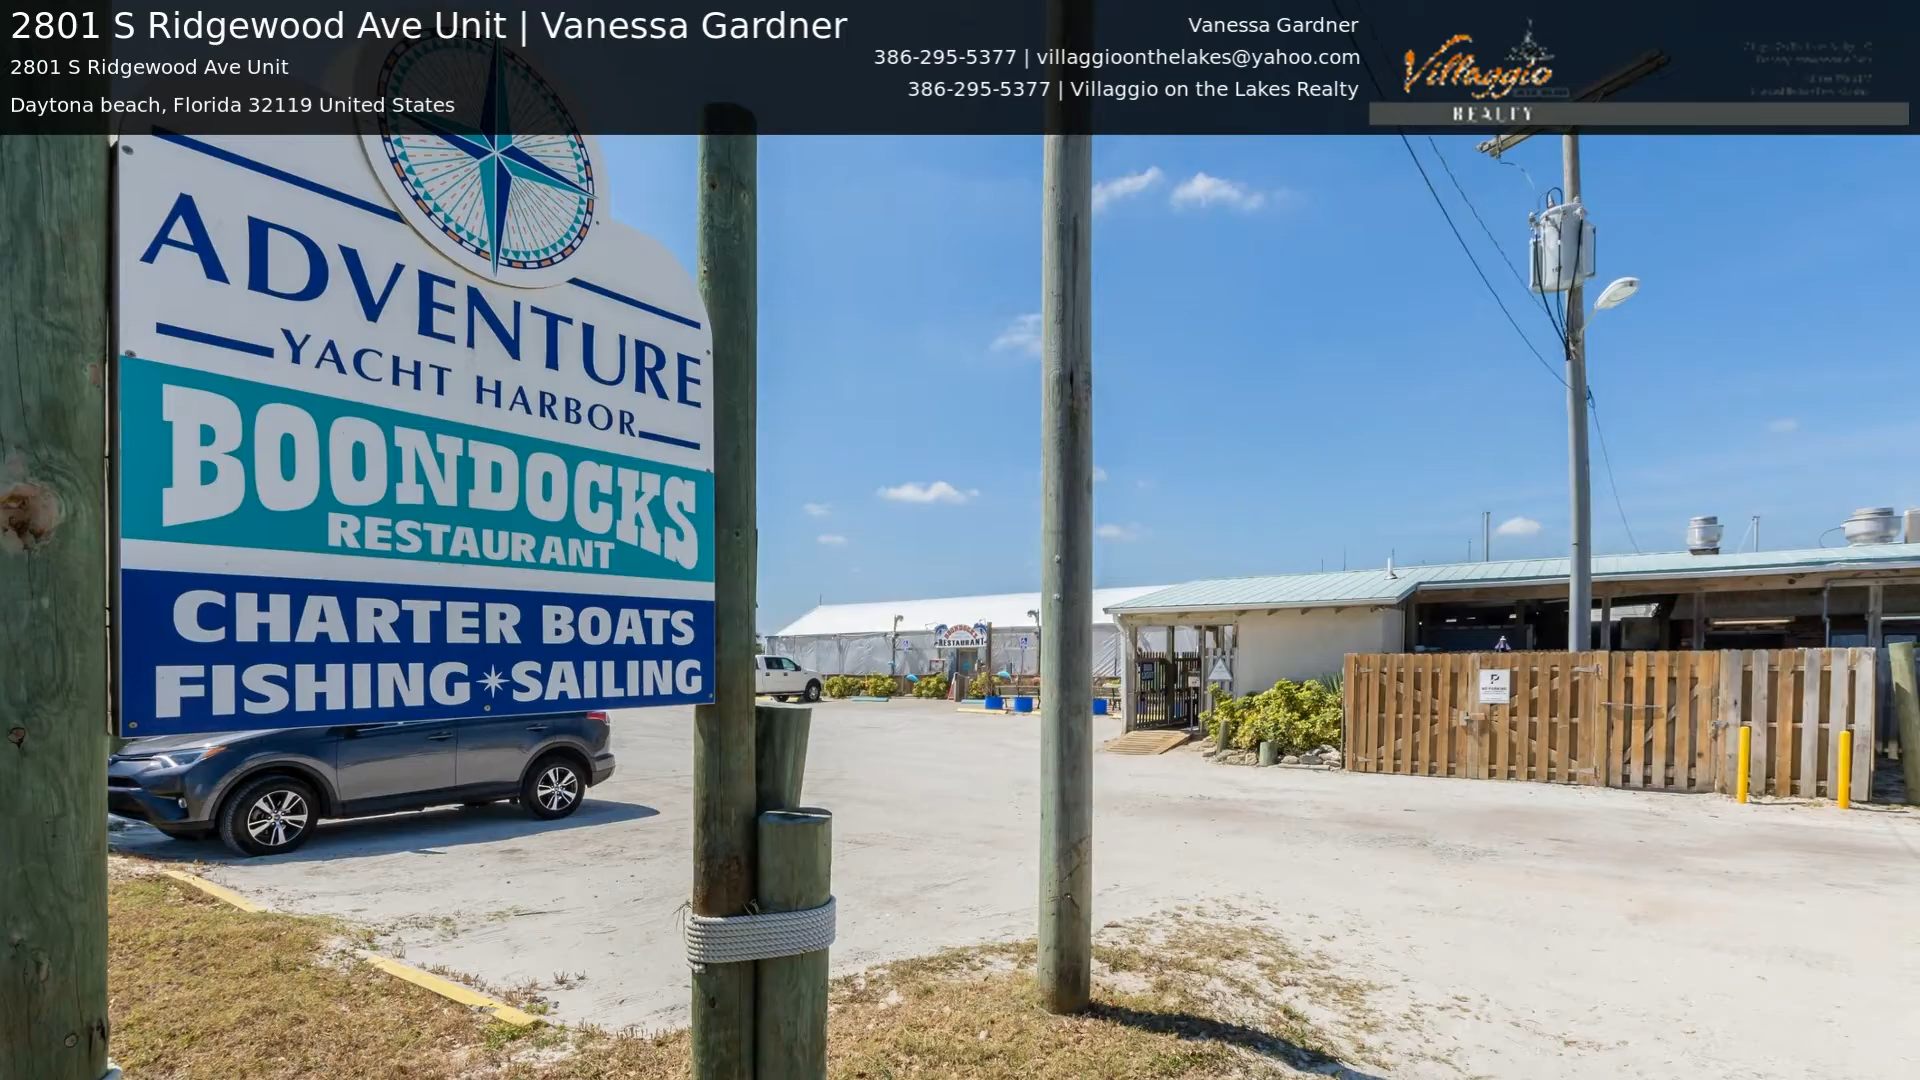 2801 S Ridgewood Ave Unit | Vanessa Gardner
2801 S Ridgewood Ave Unit
Daytona beach, Florida 32119 United States
Vanessa Gardner
386-295-5377 | villaggioonthelakes@yahoo.com
386-295-5377 | Villaggio on the Lakes Realty
Villaggio
REALTY
ADVENTURE
YACHT HARBOR
BOONDOCKS
RESTAURANT
CHARTER BOATS
FISHING SAILING
BOONDOCKS
RESTAURANT